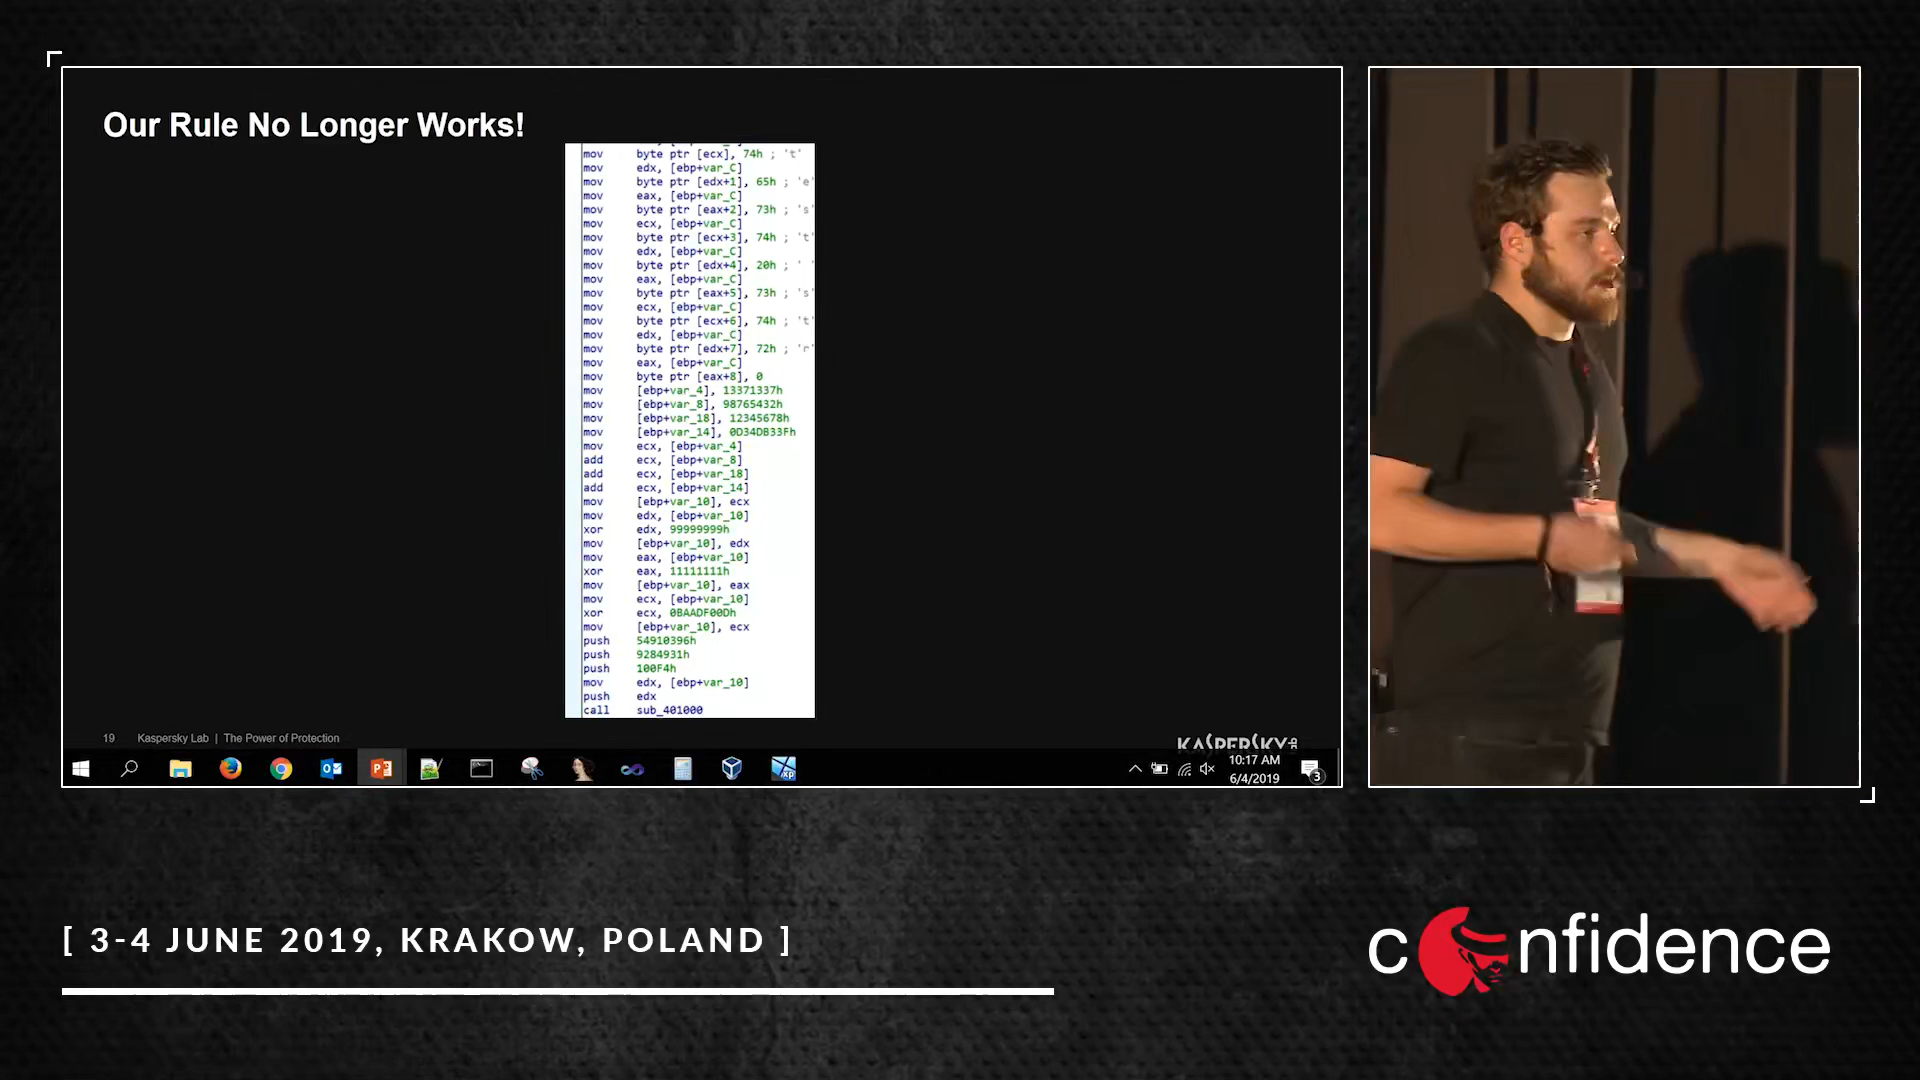 Our Rule No Longer Works!
mov byte ptr [ecx], 74h ; 't'
mov edx, [ebp+var_C]
mov byte ptr [edx+1], 65h ; 'e'
mov eax, [ebp+var_C]
mov byte ptr [eax+2], 73h ; 's'
mov ecx, [ebp+var_C]
mov byte ptr [ecx+3], 74h ; 't'
mov edx, [ebp+var_C]
mov byte ptr [edx+4], 20h ; ' '
mov eax, [ebp+var_C]
mov byte ptr [eax+5], 73h ; 's'
mov ecx, [ebp+var_C]
mov byte ptr [ecx+6], 74h ; 't'
mov edx, [ebp+var_C]
mov byte ptr [edx+7], 72h ; 'r'
mov eax, [ebp+var_C]
mov byte ptr [eax+8], 0
mov [ebp+var_4], 13371337h
mov [ebp+var_8], 98765432h
mov [ebp+var_18], 12345678h
mov [ebp+var_14], 0D34DB33Fh
mov ecx, [ebp+var_4]
add ecx, [ebp+var_8]
add ecx, [ebp+var_18]
add ecx, [ebp+var_14]
mov [ebp+var_10], ecx
mov edx, [ebp+var_10]
xor edx, 99999999h
mov [ebp+var_10], edx
mov eax, [ebp+var_10]
xor eax, 11111111h
mov [ebp+var_10], eax
mov ecx, [ebp+var_10]
xor ecx, 0BAADF00Dh
mov [ebp+var_10], ecx
push 54910396h
push 9284931h
push 100F4h
mov edx, [ebp+var_10]
push edx
call sub_401000
19 Kaspersky Lab | The Power of Protection
KASPERSKY LAB
10:17 AM
6/4/2019
3
[ 3-4 JUNE 2019, KRAKOW, POLAND ]
confidence